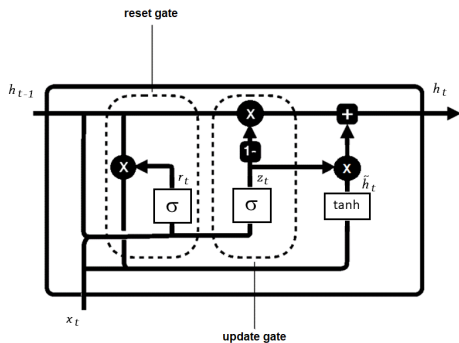 reset gate
h t-1
h t
x
+
1-
x
r t
z t
x
h̃ t
σ
σ
tanh
x t
update gate